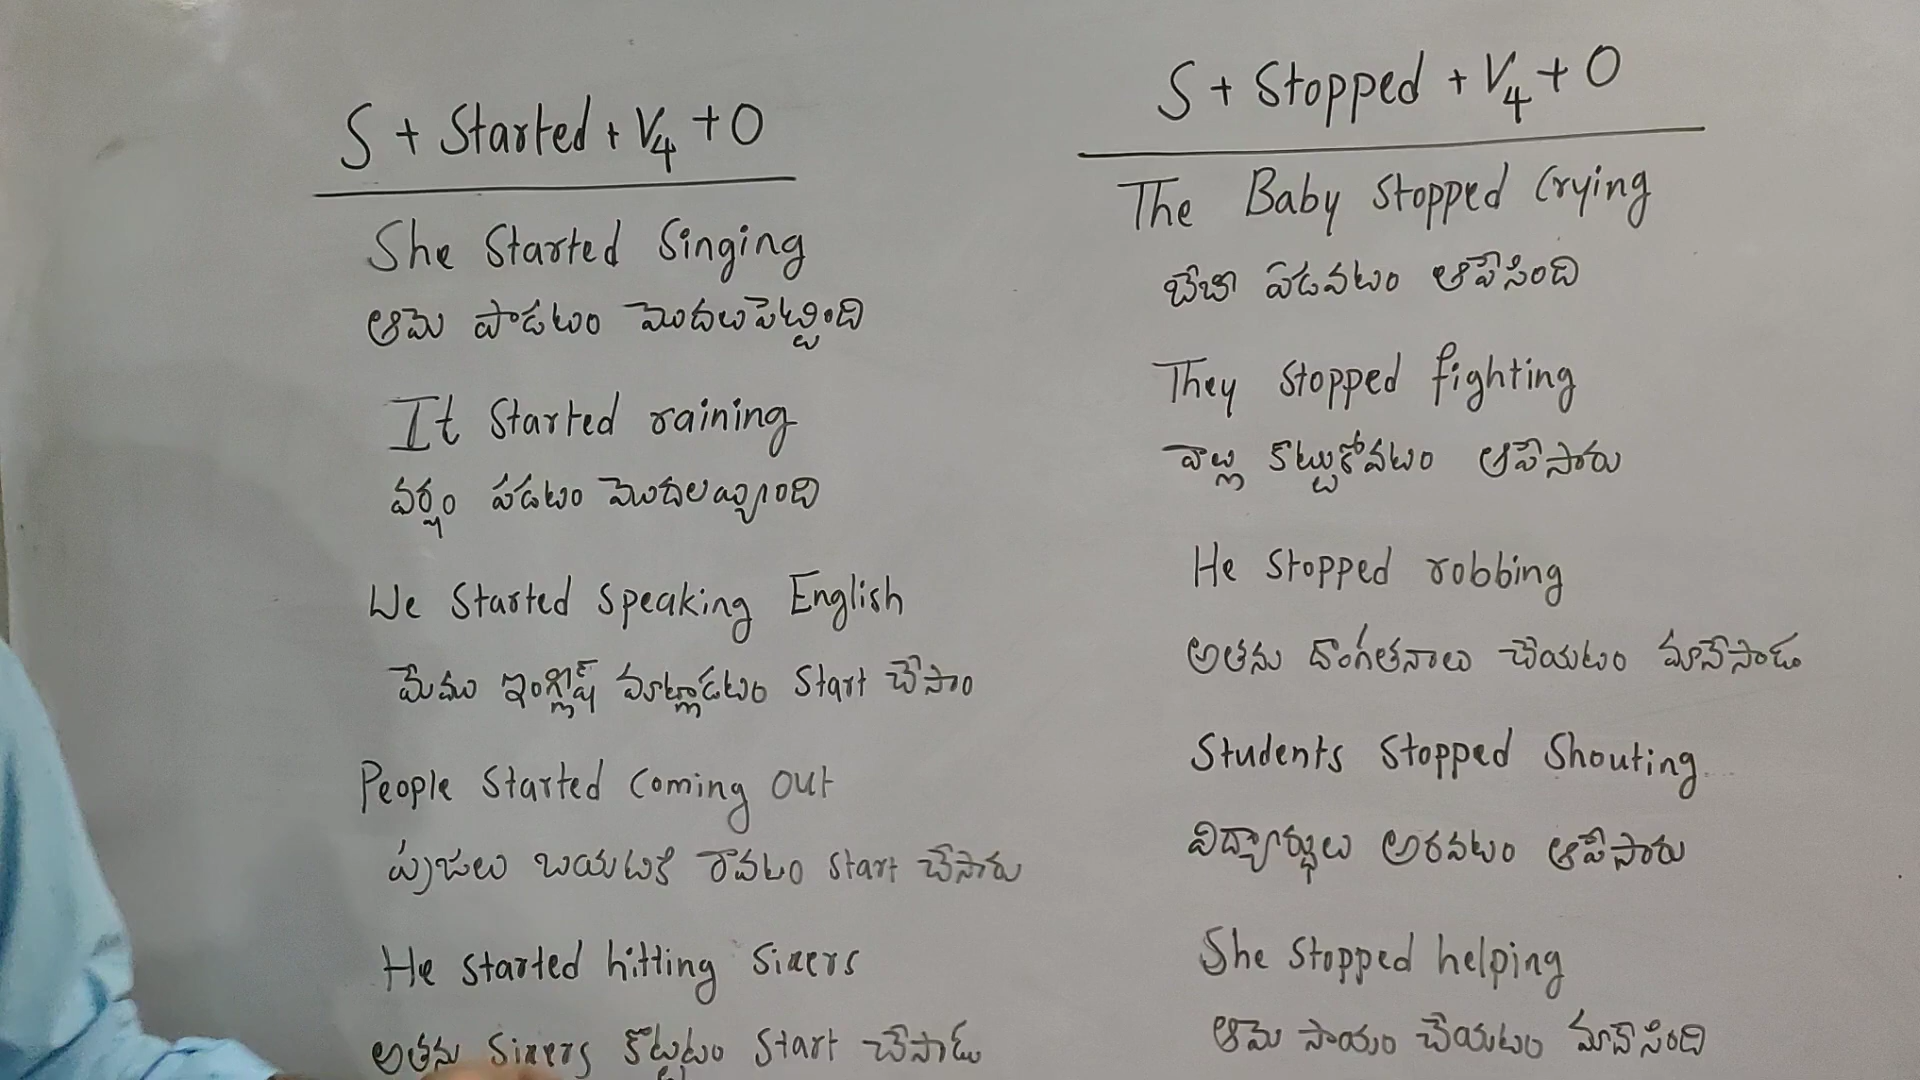 S + Started + V4 + O
She Started Singing
ఆమె పాడటం మొదలుపెట్టింది
It Started raining
వర్షం పడటం మొదలయ్యింది
We Started Speaking English
మేము ఇంగ్లీష్ మాట్లాడటం Start చేసాం
People Started Coming Out
ప్రజలు బయటకి రావటం Start చేసారు
He Started hitting Sixers
అతను Sixers కొట్టటం Start చేసాడు
S + Stopped + V4 + O
The Baby Stopped Crying
బేబీ ఏడవటం ఆపేసింది
They Stopped fighting
వాళ్ళు కొట్టుకోవటం ఆపేసారు
He Stopped robbing
అతను దొంగతనాలు చేయటం మానేసాడు
Students Stopped Shouting
విద్యార్థులు అరవటం ఆపేసారు
She Stopped helping
ఆమె సాయం చేయటం మానేసింది